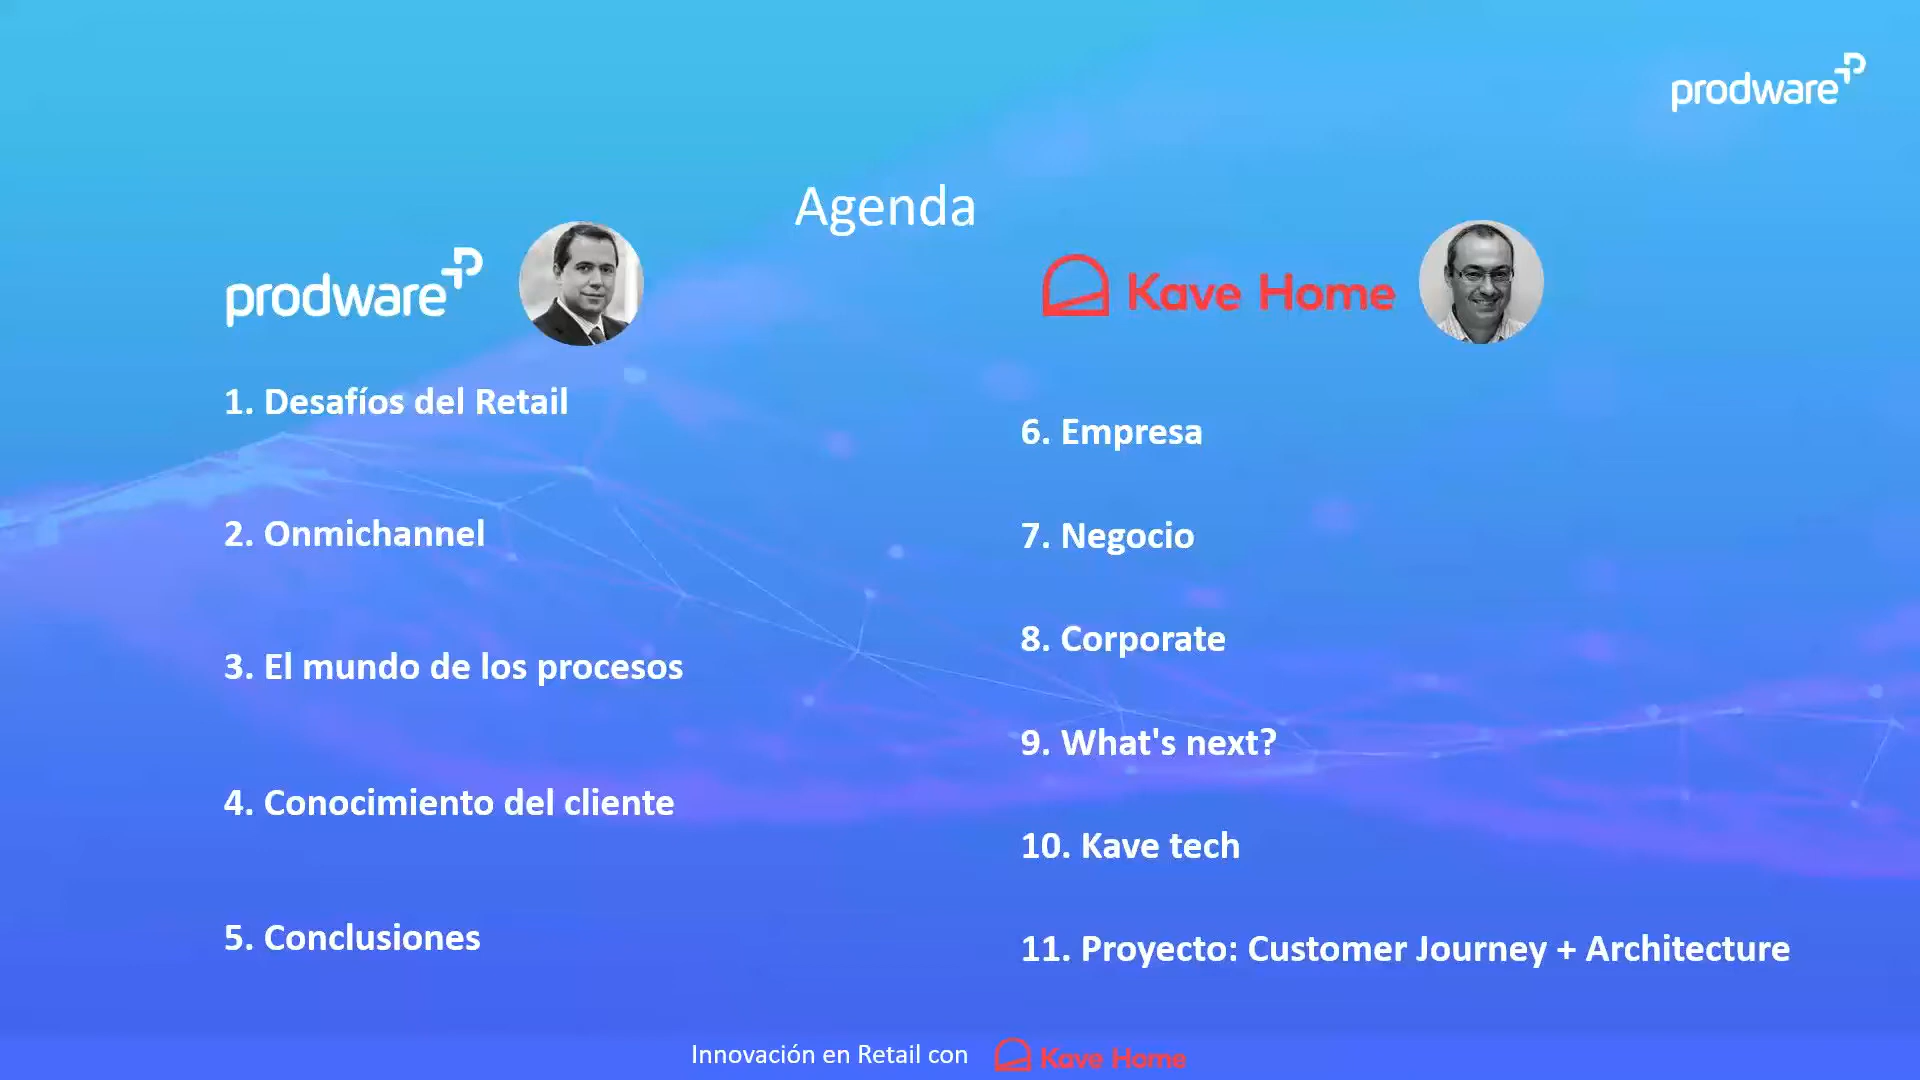 prodware
Agenda
prodware
1. Desafíos del Retail
2. Onmichannel
3. El mundo de los procesos
4. Conocimiento del cliente
5. Conclusiones
Kave Home
6. Empresa
7. Negocio
8. Corporate
9. What's next?
10. Kave tech
11. Proyecto: Customer Journey + Architecture
Innovación en Retail con Kave Home